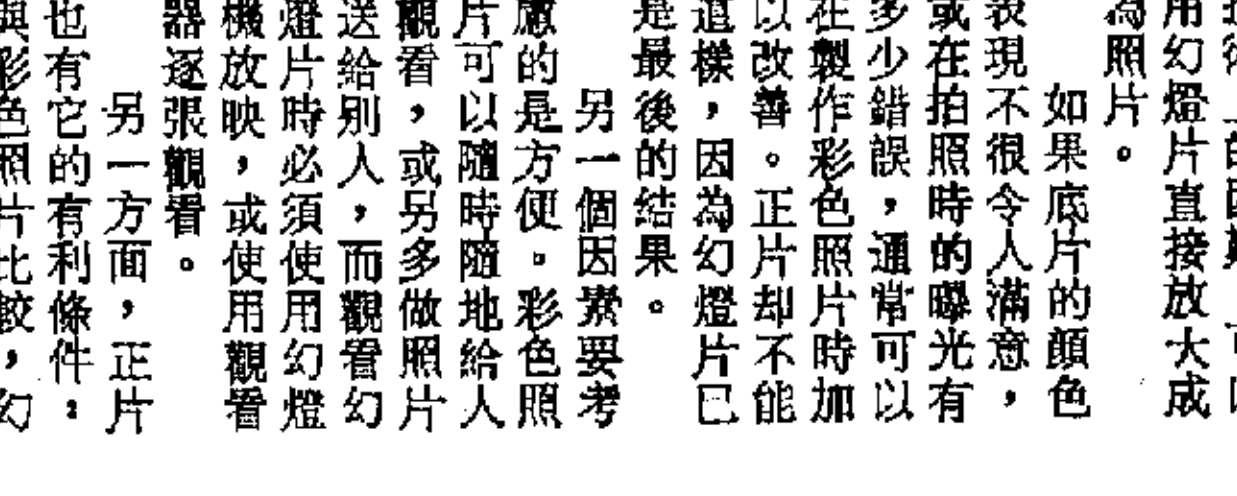 用幻燈片直接放大成
為照片。
如果底片的顏色
表現不很令人滿意，
或在拍照時的曝光有
多少錯誤，通常可以
在製作彩色照片時加
以改善。正片却不能
這樣，因為幻燈片已
是最後的結果。
另一個因素要考
慮的是方便。彩色照
片可以隨時隨地給人
觀看，或另多做照片
送給別人，而觀看幻
燈片時必須使用幻燈
機放映，或使用觀看
器逐張觀看。
另一方面，正片
也有它的有利條件：
與彩色照片比較，幻